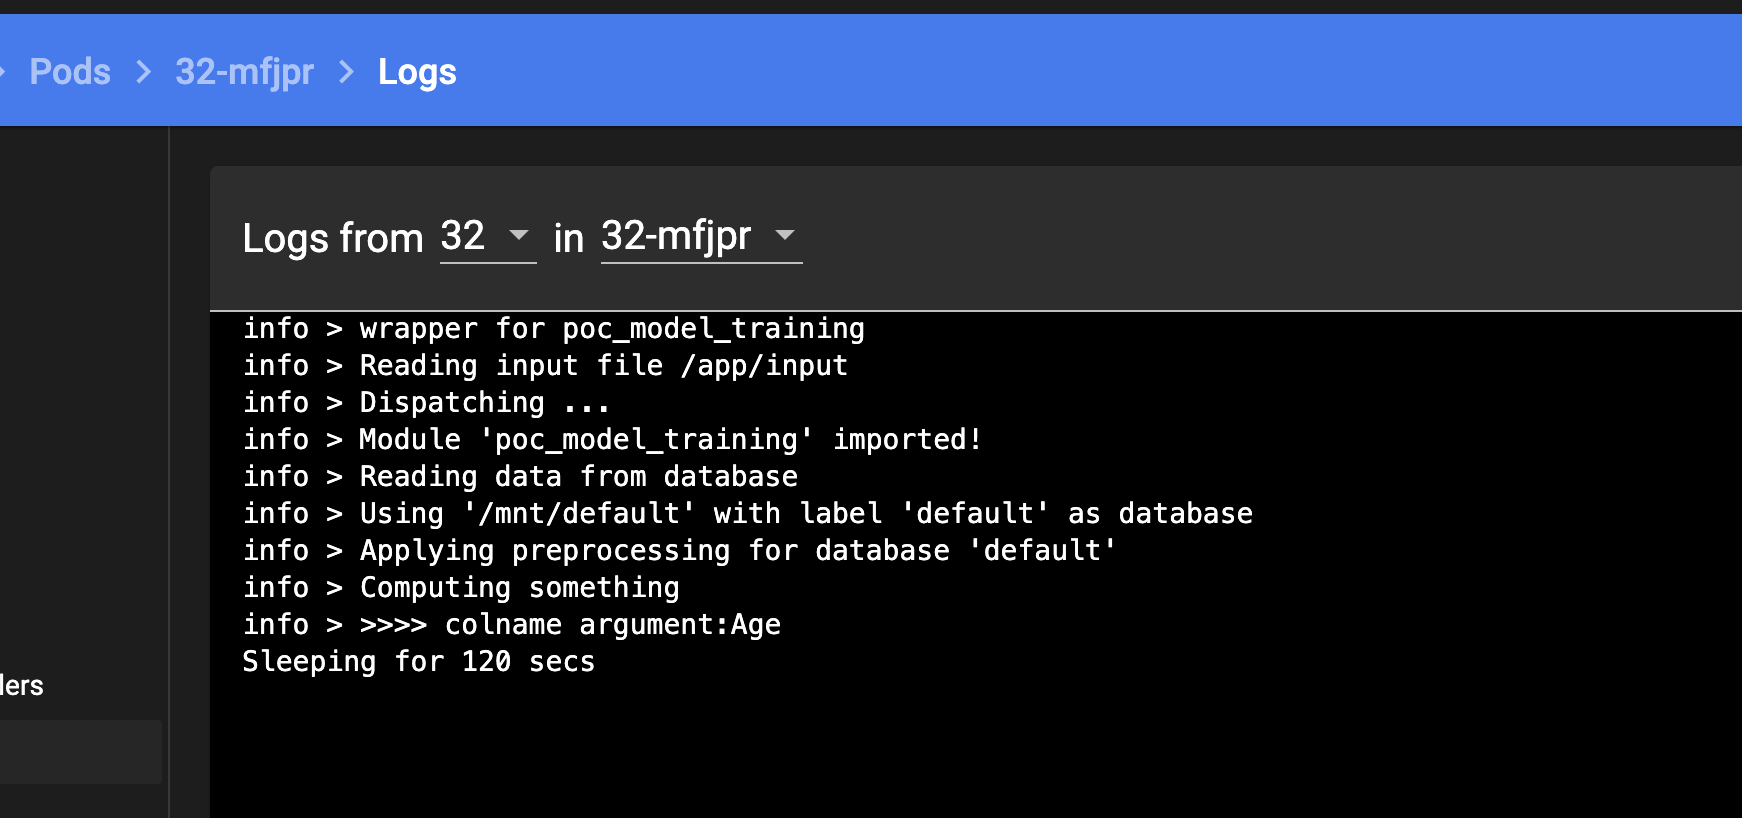 Pods > 32-mfjpr > Logs
Logs from 32 in 32-mfjpr
info > wrapper for poc_model_training
info > Reading input file /app/input
info > Dispatching ...
info > Module 'poc_model_training' imported!
info > Reading data from database
info > Using '/mnt/default' with label 'default' as database
info > Applying preprocessing for database 'default'
info > Computing something
info > >>>> colname argument:Age
Sleeping for 120 secs